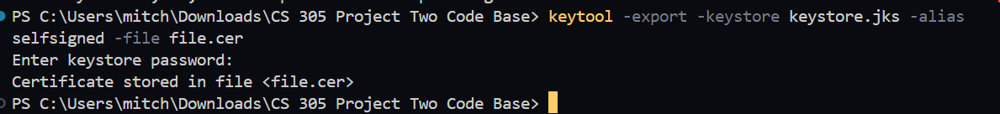 PS C:\Users\mitch\Downloads\CS 305 Project Two Code Base> keytool -export -keystore keystore.jks -alias
selfsigned -file file.cer
Enter keystore password:
Certificate stored in file <file.cer>
PS C:\Users\mitch\Downloads\CS 305 Project Two Code Base>